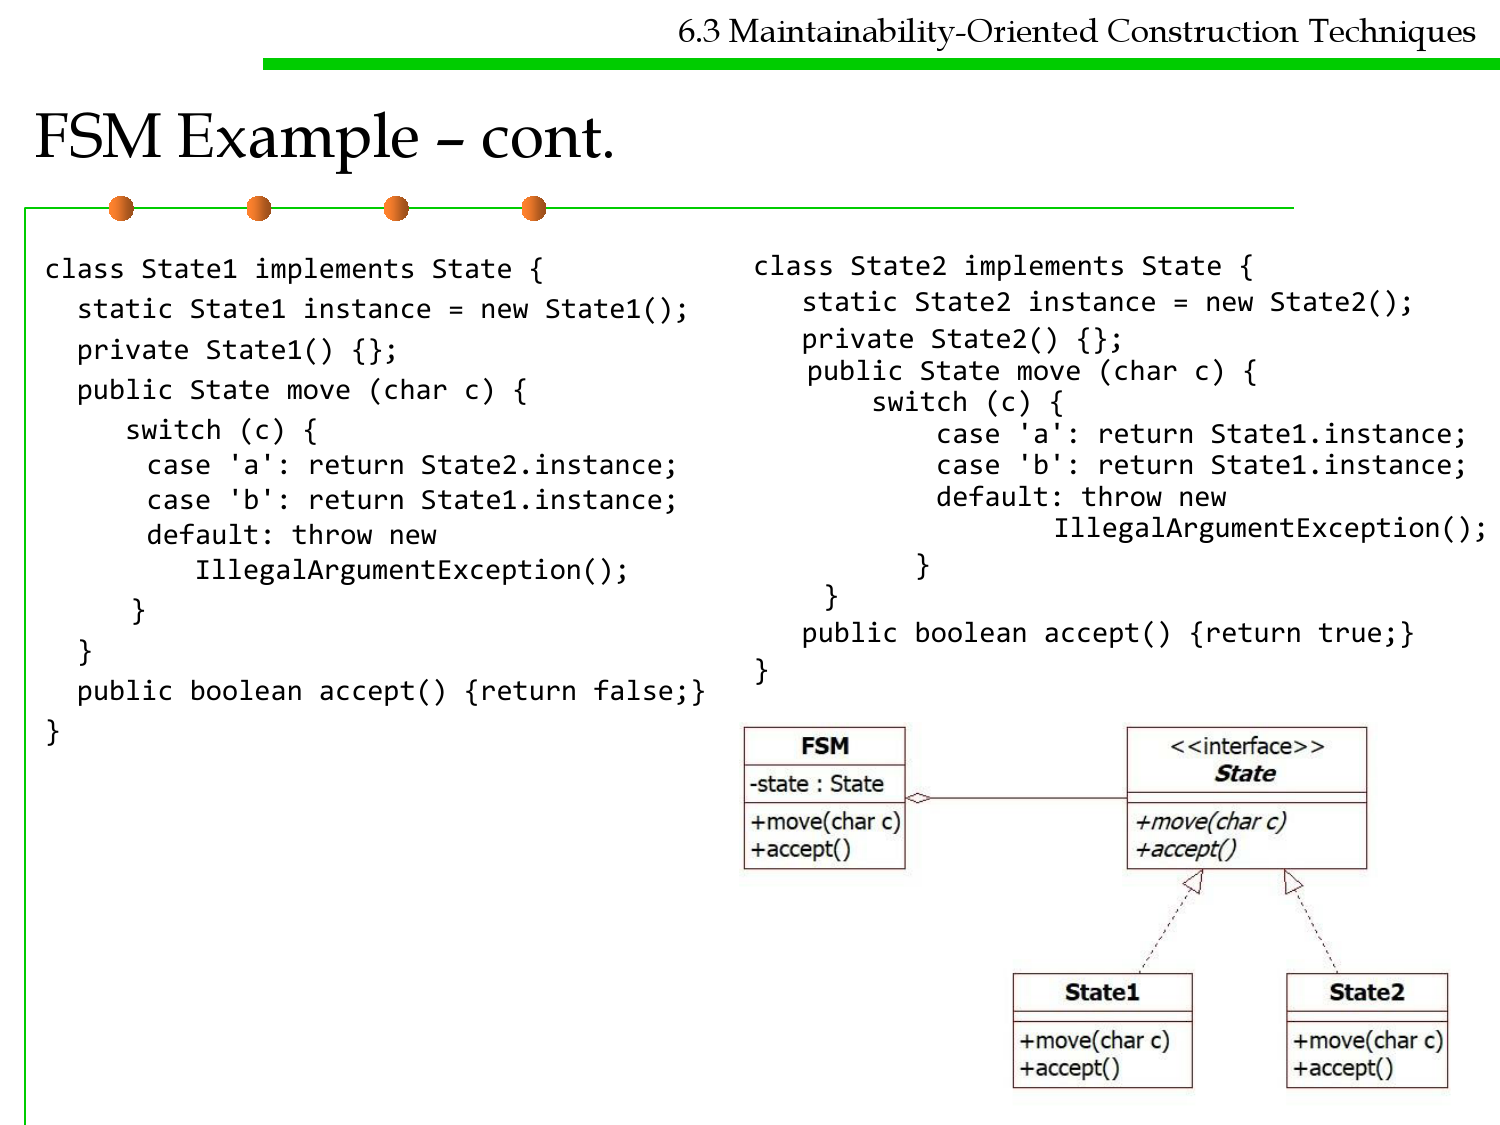 6.3 Maintainability-Oriented Construction Techniques
FSM Example – cont.
class State1 implements State {
static State1 instance = new State1();
private State1() {};
public State move (char c) {
switch (c) {
case 'a': return State2.instance;
case 'b': return State1.instance;
default: throw new
IllegalArgumentException();
}
}
public boolean accept() {return false;}
}
class State2 implements State {
static State2 instance = new State2();
private State2() {};
public State move (char c) {
switch (c) {
case 'a': return State1.instance;
case 'b': return State1.instance;
default: throw new
IllegalArgumentException();
}
}
public boolean accept() {return true;}
}
FSM
-state : State
+move(char c)
+accept()
<<interface>>
State
+move(char c)
+accept()
State1
+move(char c)
+accept()
State2
+move(char c)
+accept()